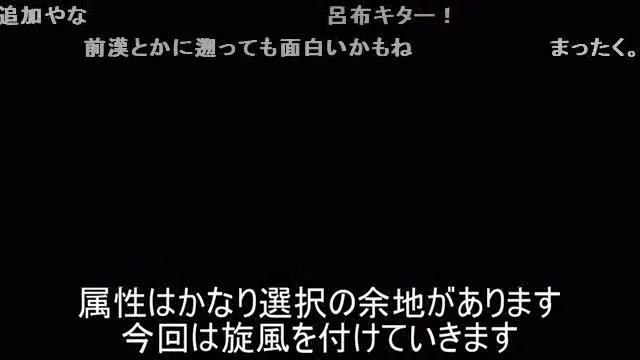 追加やな
呂布キター！
前漢とかに遡っても面白いかもね
まったく。
属性はかなり選択の余地があります
今回は旋風を付けていきます